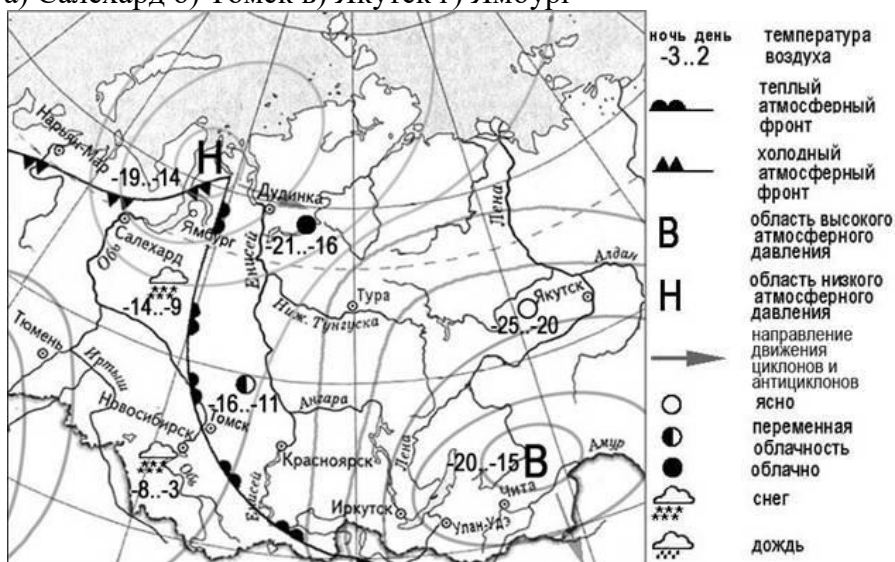 а) Салехард б) Томск в) Якутск г) Ямбург
Нарьян-Мар
-19..-14
Н
Дудинка
Ямбург
-21..-16
Салехард
Обь
Енисей
Лена
Алдан
-14..-9
Тура
Якутск
-25..-20
Ниж. Тунгуска
Тюмень
Иртыш
-16..-11
Ангара
Томск
Новосибирск
Красноярск
Лена
-20..-15
В
Амур
Чита
-8..-3
Обь
Енисей
Иркутск
Улан-Удэ
ночь день
-3..2
температура
воздуха
теплый
атмосферный
фронт
холодный
атмосферный
фронт
В
область высокого
атмосферного
давления
Н
область низкого
атмосферного
давления
направление
движения
циклонов и
антициклонов
ясно
переменная
облачность
облачно
снег
дождь